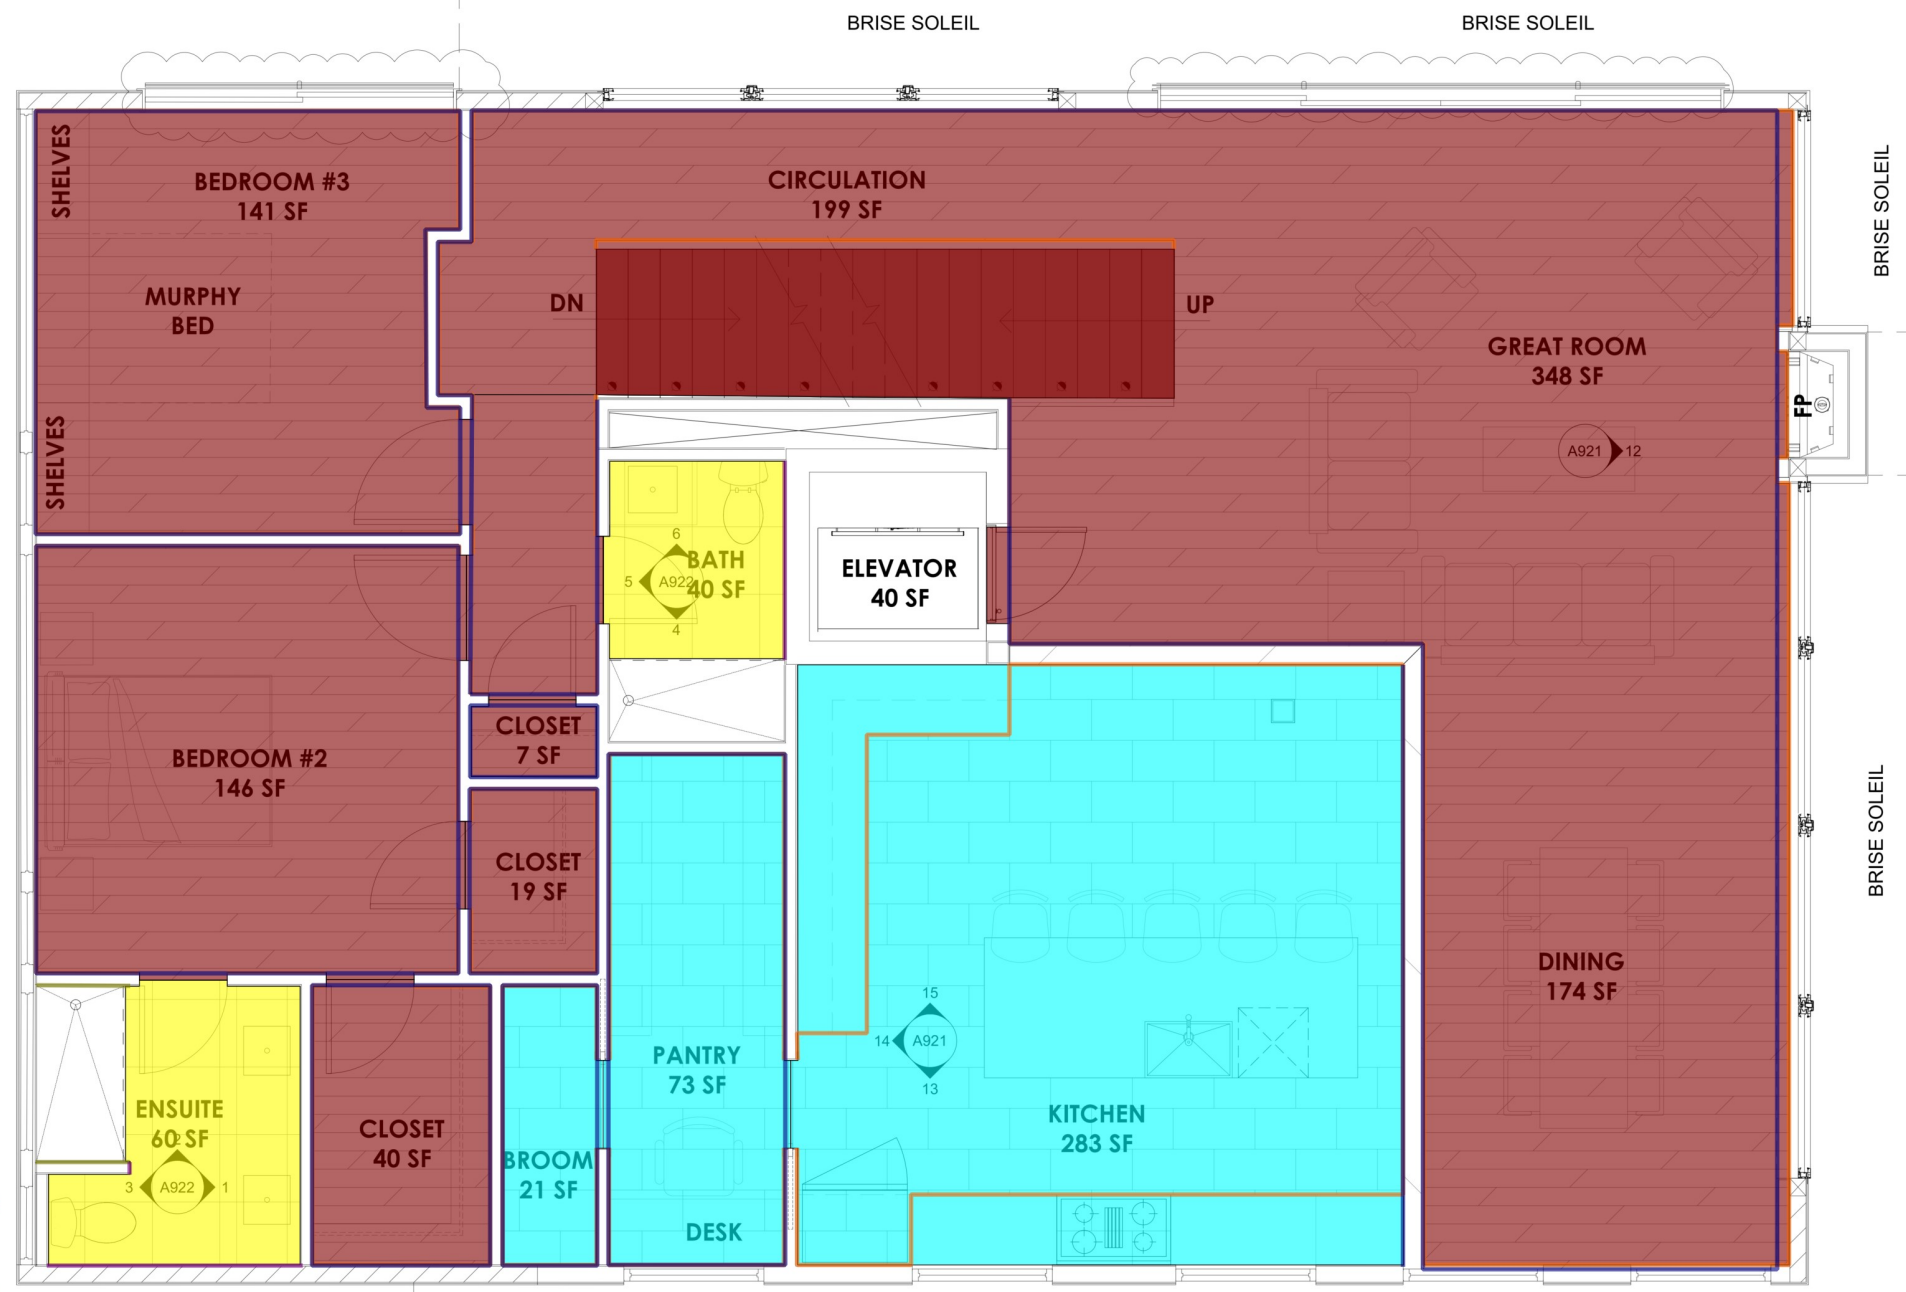 BRISE SOLEIL
BRISE SOLEIL
SHELVES
BEDROOM #3
141 SF
CIRCULATION
199 SF
BRISE SOLEIL
MURPHY
BED
DN
UP
GREAT ROOM
348 SF
FP
SHELVES
A921
12
6
BATH
40 SF
5
A922
4
ELEVATOR
40 SF
CLOSET
7 SF
BEDROOM #2
146 SF
BRISE SOLEIL
CLOSET
19 SF
DINING
174 SF
15
14
A921
13
PANTRY
73 SF
ENSUITE
60 SF
2
3
A922
1
CLOSET
40 SF
KITCHEN
283 SF
BROOM
21 SF
DESK